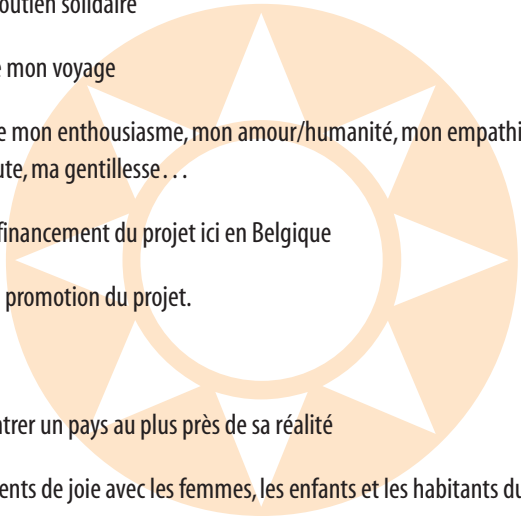 outien solidaire
mon voyage
e mon enthousiasme, mon amour/humanité, mon empathi
ute, ma gentillesse…
financement du projet ici en Belgique
promotion du projet.
trer un pays au plus près de sa réalité
ents de joie avec les femmes, les enfants et les habitants du